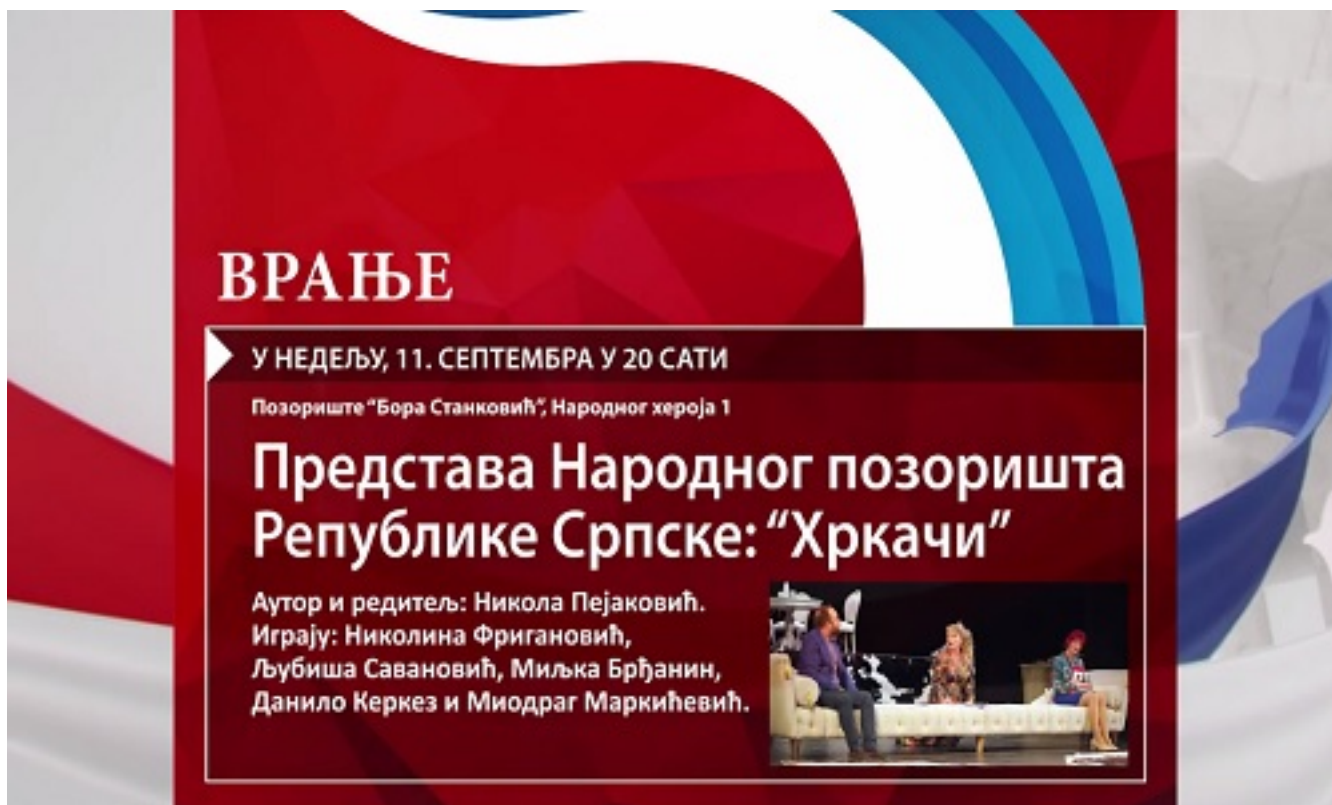 ВРАЊЕ
У НЕДЕЉУ, 11. СЕПТЕМБРА У 20 САТИ
Позориште “Бора Станковић”, Народног хероја 1
Представа Народног позоришта
Републике Српске: “Хркачи”
Аутор и редитељ: Никола Пејаковић.
Играју: Николина Фригановић,
Љубиша Савановић, Миљка Брђанин,
Данило Керкез и Миодраг Маркићевић.